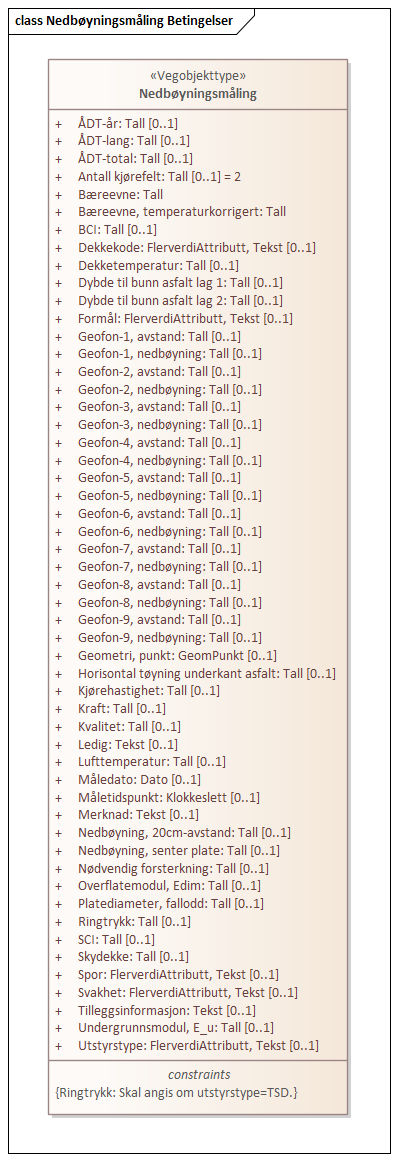 class Nedbøyningsmåling Betingelser
«Vegobjekttype»
Nedbøyningsmåling
+ ÅDT-år: Tall [0..1]
+ ÅDT-lang: Tall [0..1]
+ ÅDT-total: Tall [0..1]
+ Antall kjørefelt: Tall [0..1] = 2
+ Bæreevne: Tall
+ Bæreevne, temperaturkorrigert: Tall
+ BCI: Tall [0..1]
+ Dekkekode: FlerverdiAttributt, Tekst [0..1]
+ Dekketemperatur: Tall [0..1]
+ Dybde til bunn asfalt lag 1: Tall [0..1]
+ Dybde til bunn asfalt lag 2: Tall [0..1]
+ Formål: FlerverdiAttributt, Tekst [0..1]
+ Geofon-1, avstand: Tall [0..1]
+ Geofon-1, nedbøyning: Tall [0..1]
+ Geofon-2, avstand: Tall [0..1]
+ Geofon-2, nedbøyning: Tall [0..1]
+ Geofon-3, avstand: Tall [0..1]
+ Geofon-3, nedbøyning: Tall [0..1]
+ Geofon-4, avstand: Tall [0..1]
+ Geofon-4, nedbøyning: Tall [0..1]
+ Geofon-5, avstand: Tall [0..1]
+ Geofon-5, nedbøyning: Tall [0..1]
+ Geofon-6, avstand: Tall [0..1]
+ Geofon-6, nedbøyning: Tall [0..1]
+ Geofon-7, avstand: Tall [0..1]
+ Geofon-7, nedbøyning: Tall [0..1]
+ Geofon-8, avstand: Tall [0..1]
+ Geofon-8, nedbøyning: Tall [0..1]
+ Geofon-9, avstand: Tall [0..1]
+ Geofon-9, nedbøyning: Tall [0..1]
+ Geometri, punkt: GeomPunkt [0..1]
+ Horisontal tøyning underkant asfalt: Tall [0..1]
+ Kjørehastighet: Tall [0..1]
+ Kraft: Tall [0..1]
+ Kvalitet: Tall [0..1]
+ Ledig: Tekst [0..1]
+ Lufttemperatur: Tall [0..1]
+ Måledato: Dato [0..1]
+ Måletidspunkt: Klokkeslett [0..1]
+ Merknad: Tekst [0..1]
+ Nedbøyning, 20cm-avstand: Tall [0..1]
+ Nedbøyning, senter plate: Tall [0..1]
+ Nødvendig forsterkning: Tall [0..1]
+ Overflatemodul, Edim: Tall [0..1]
+ Platediameter, fallodd: Tall [0..1]
+ Ringtrykk: Tall [0..1]
+ SCI: Tall [0..1]
+ Skydekke: Tall [0..1]
+ Spor: FlerverdiAttributt, Tekst [0..1]
+ Svakhet: FlerverdiAttributt, Tekst [0..1]
+ Tilleggsinformasjon: Tekst [0..1]
+ Undergrunnsmodul, E_u: Tall [0..1]
+ Utstyrstype: FlerverdiAttributt, Tekst [0..1]
constraints
{Ringtrykk: Skal angis om utstyrstype=TSD.}